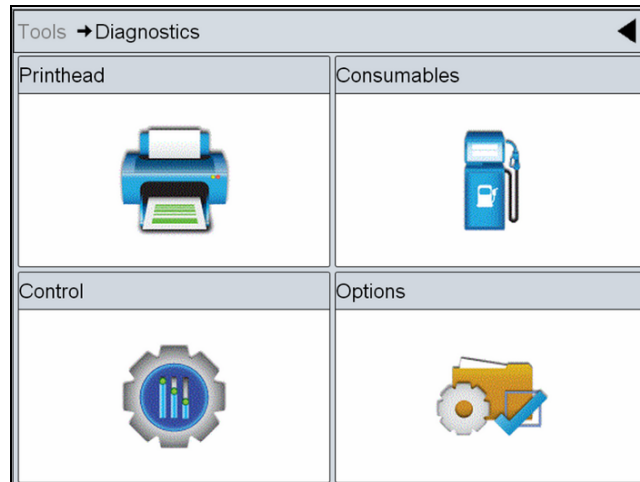 Tools → Diagnostics
Printhead
Consumables
Control
Options